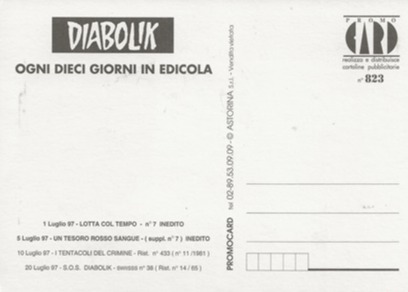 DIABOLIK
OGNI DIECI GIORNI IN EDICOLA
1 Luglio 97 - LOTTA COL TEMPO - n° 7 INEDITO
5 Luglio 97 - UN TESORO ROSSO SANGUE - ( suppl. n° 7 ) INEDITO
10 Luglio 97 - I TENTACOLI DEL CRIMINE - Rist. n° 433 ( n° 11 /1981 )
20 Luglio 97 - S.O.S. DIABOLIK - SWIISSS n° 38 ( Rist. n° 14 / 65 )
PROMOCARD tel 02-89.53.09.09 - © ASTORINA S.r.l. - Vendita vietata
PROMO
CARD
realizza e distribuisce
cartoline pubblicitarie
n° 823